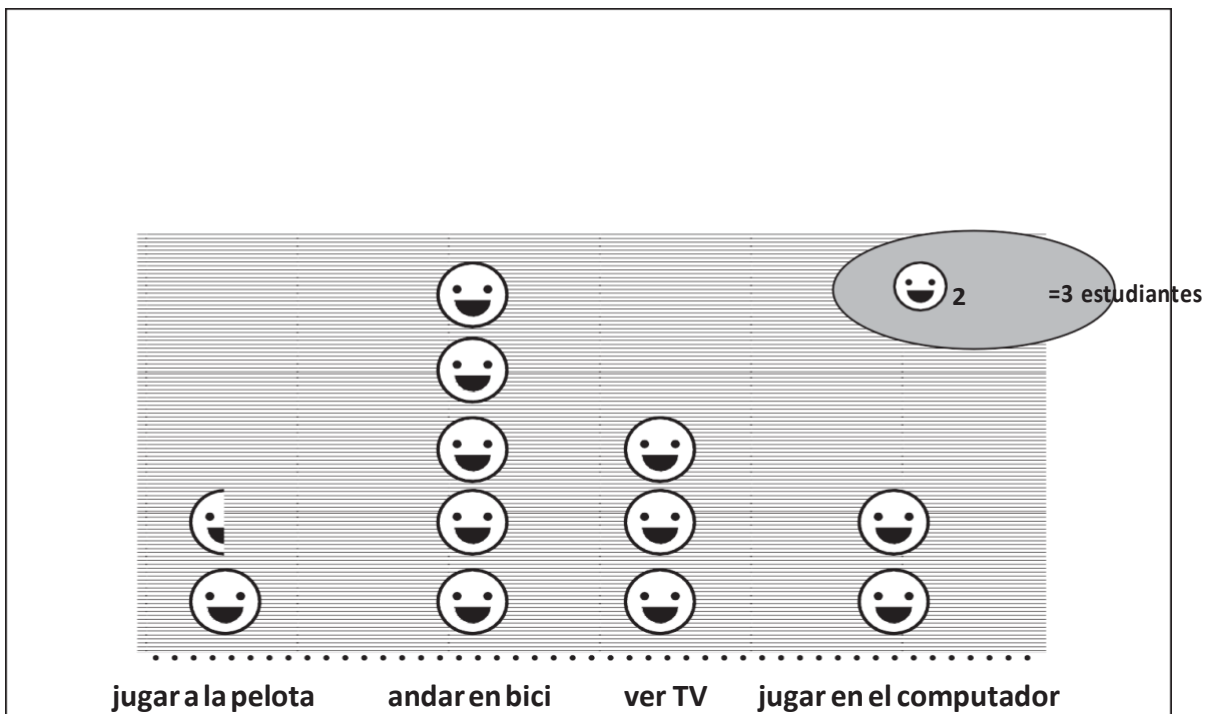 2 =3 estudiantes
jugar a la pelota andar en bici ver TV jugar en el computador